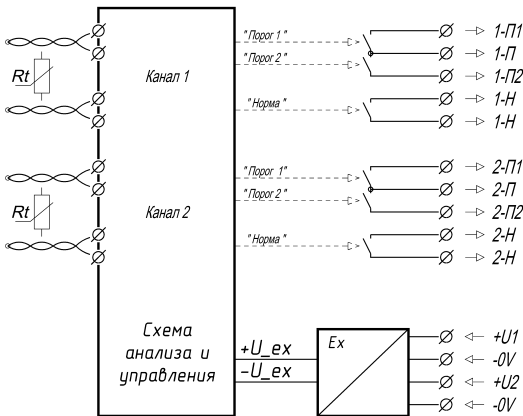 "Порог 1" 1-П1
Rt Канал 1 "Порог 2" 1-П
1-П2
"Норма" 1-Н
1-Н
"Порог 1" 2-П1
Rt Канал 2 "Порог 2" 2-П
2-П2
"Норма" 2-Н
2-Н
Схема
анализа и
управления
+U_ex
-U_ex
Ex
+U1
-0V
+U2
-0V